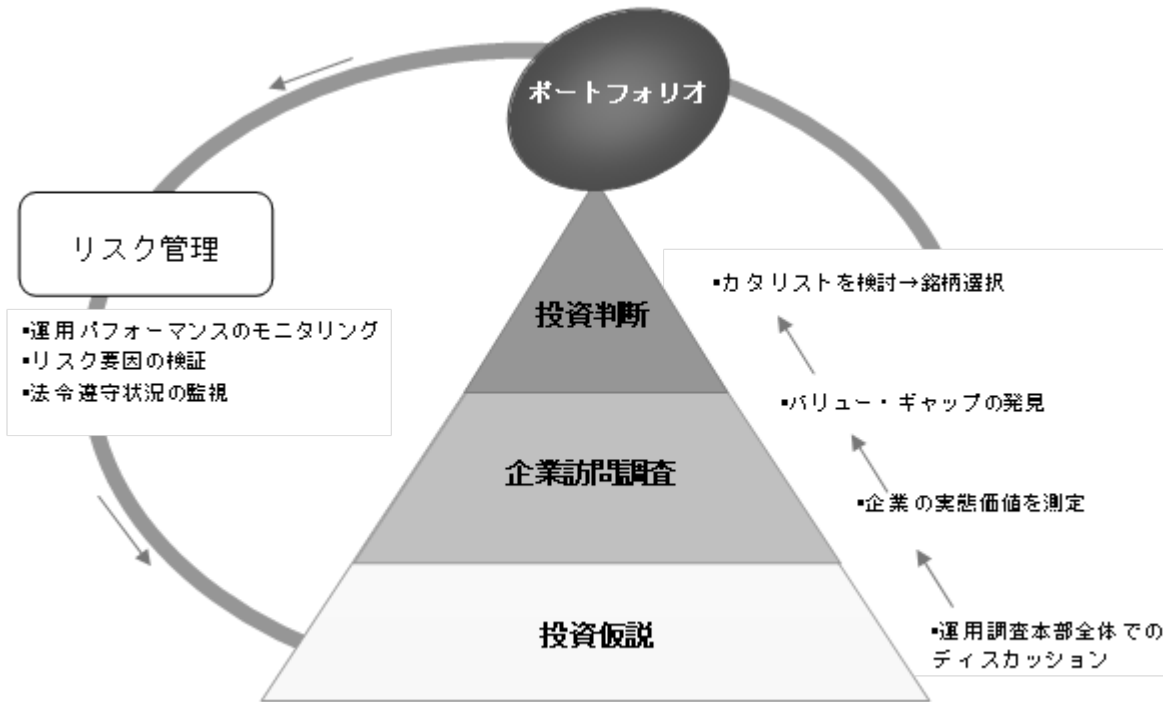 ポートフォリオ
リスク管理
▪運用パフォーマンスのモニタリング
▪リスク要因の検証
▪法令遵守状況の監視
投資判断
企業訪問調査
投資仮説
▪カタリストを検討→銘柄選択
▪バリュー・ギャップの発見
▪企業の実態価値を測定
▪運用調査本部全体での
ディスカッション